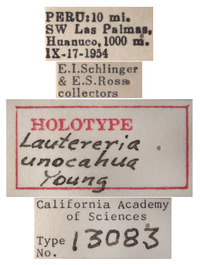 PERU: 10 mi.
SW Las Palmas,
Huanuco, 1000 m.
IX-17-1954
E.I.Schlinger
& E.S.Ross
collectors
HOLOTYPE
Lautereria
unocahua
Young
California Academy
of Sciences
Type
No. 13083